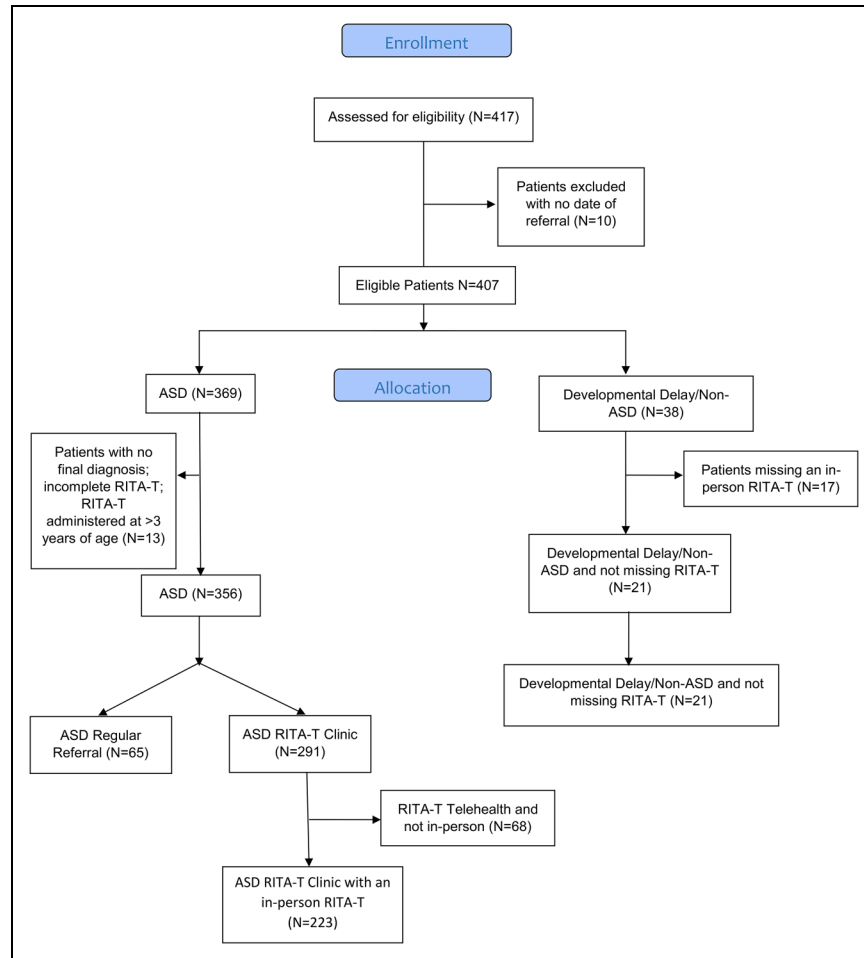 Enrollment
Assessed for eligibility (N=417)
Patients excluded
with no date of
referral (N=10)
Eligible Patients N=407
Allocation
ASD (N=369)
Patients with no
final diagnosis;
incomplete RITA-T;
RITA-T
administered at >3
years of age (N=13)
ASD (N=356)
ASD Regular
Referral (N=65)
ASD RITA-T Clinic
(N=291)
RITA-T Telehealth and
not in-person (N=68)
ASD RITA-T Clinic with an
in-person RITA-T
(N=223)
Developmental Delay/Non-
ASD (N=38)
Patients missing an in-
person RITA-T (N=17)
Developmental Delay/Non-
ASD and not missing RITA-T
(N=21)
Developmental Delay/Non-ASD and not
missing RITA-T (N=21)